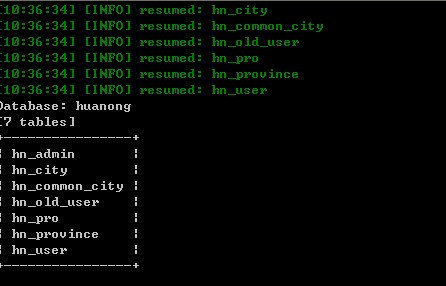 [10:36:34] [INFO] resumed: hn_city
[10:36:34] [INFO] resumed: hn_common_city
[10:36:34] [INFO] resumed: hn_old_user
[10:36:34] [INFO] resumed: hn_pro
[10:36:34] [INFO] resumed: hn_province
[10:36:34] [INFO] resumed: hn_user
Database: huanong
[7 tables]
+----------------+
¦ hn_admin       ¦
¦ hn_city        ¦
¦ hn_common_city ¦
¦ hn_old_user    ¦
¦ hn_pro         ¦
¦ hn_province    ¦
¦ hn_user        ¦
+----------------+